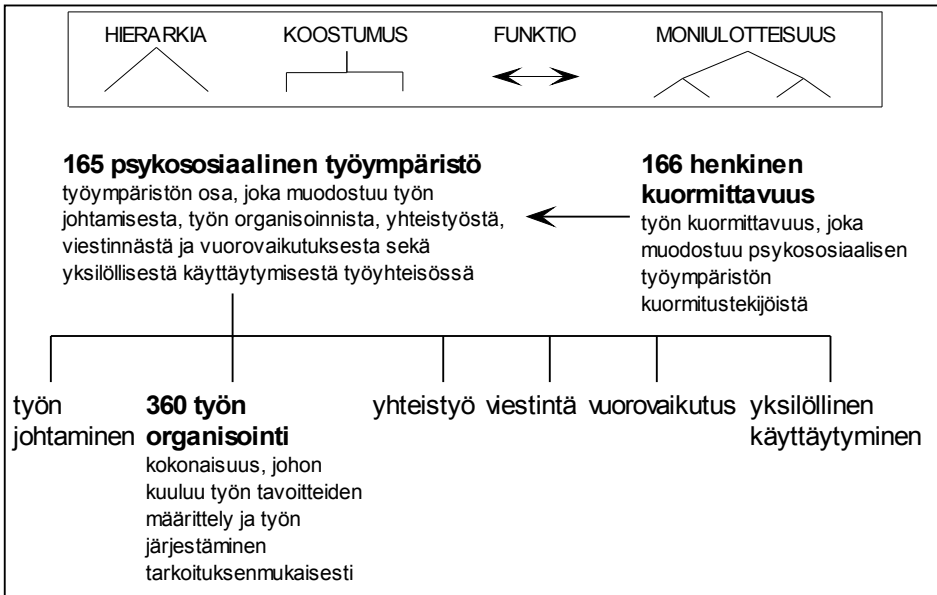 HIERARKIA KOOSTUMUS FUNKTIO MONIULOTTEISUUS
165 psykososiaalinen työympäristö
työympäristön osa, joka muodostuu työn
johtamisesta, työn organisoinnista, yhteistyöstä,
viestinnästä ja vuorovaikutuksesta sekä
yksilöllisestä käyttäytymisestä työyhteisössä
166 henkinen
kuormittavuus
työn kuormittavuus, joka
muodostuu psykososiaalisen
työympäristön
kuormitustekijöistä
työn
johtaminen
360 työn
organisointi
kokonaisuus, johon
kuuluu työn tavoitteiden
määrittely ja työn
järjestäminen
tarkoituksenmukaisesti
yhteistyö
viestintä
vuorovaikutus
yksilöllinen
käyttäytyminen